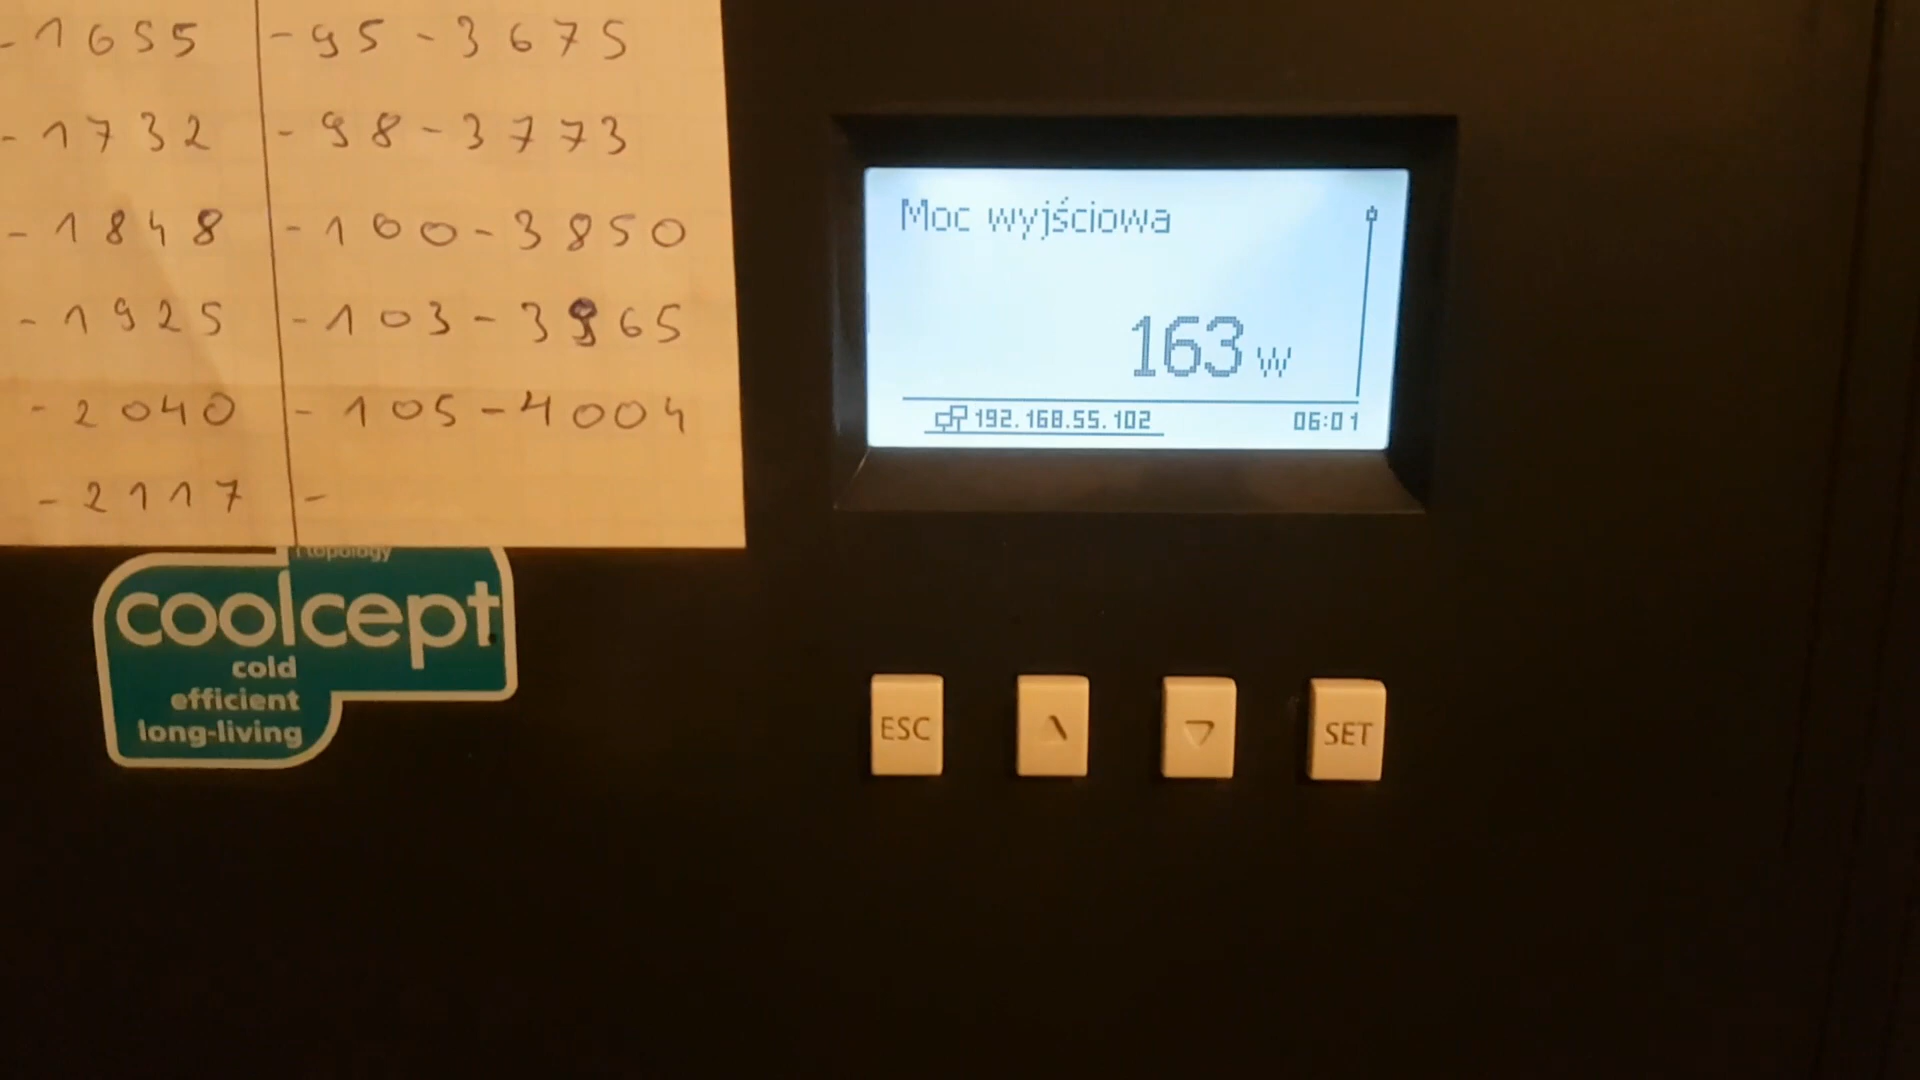 -1655 -95-3675
-1732 -98-3773
-1848 -100-3850
-1925 -103-3965
-2040 -105-4004
-2117 -
topology
coolcept
cold
efficient
long-living
Moc wyjściowa
163 W
192.168.55.102 06:01
ESC SET